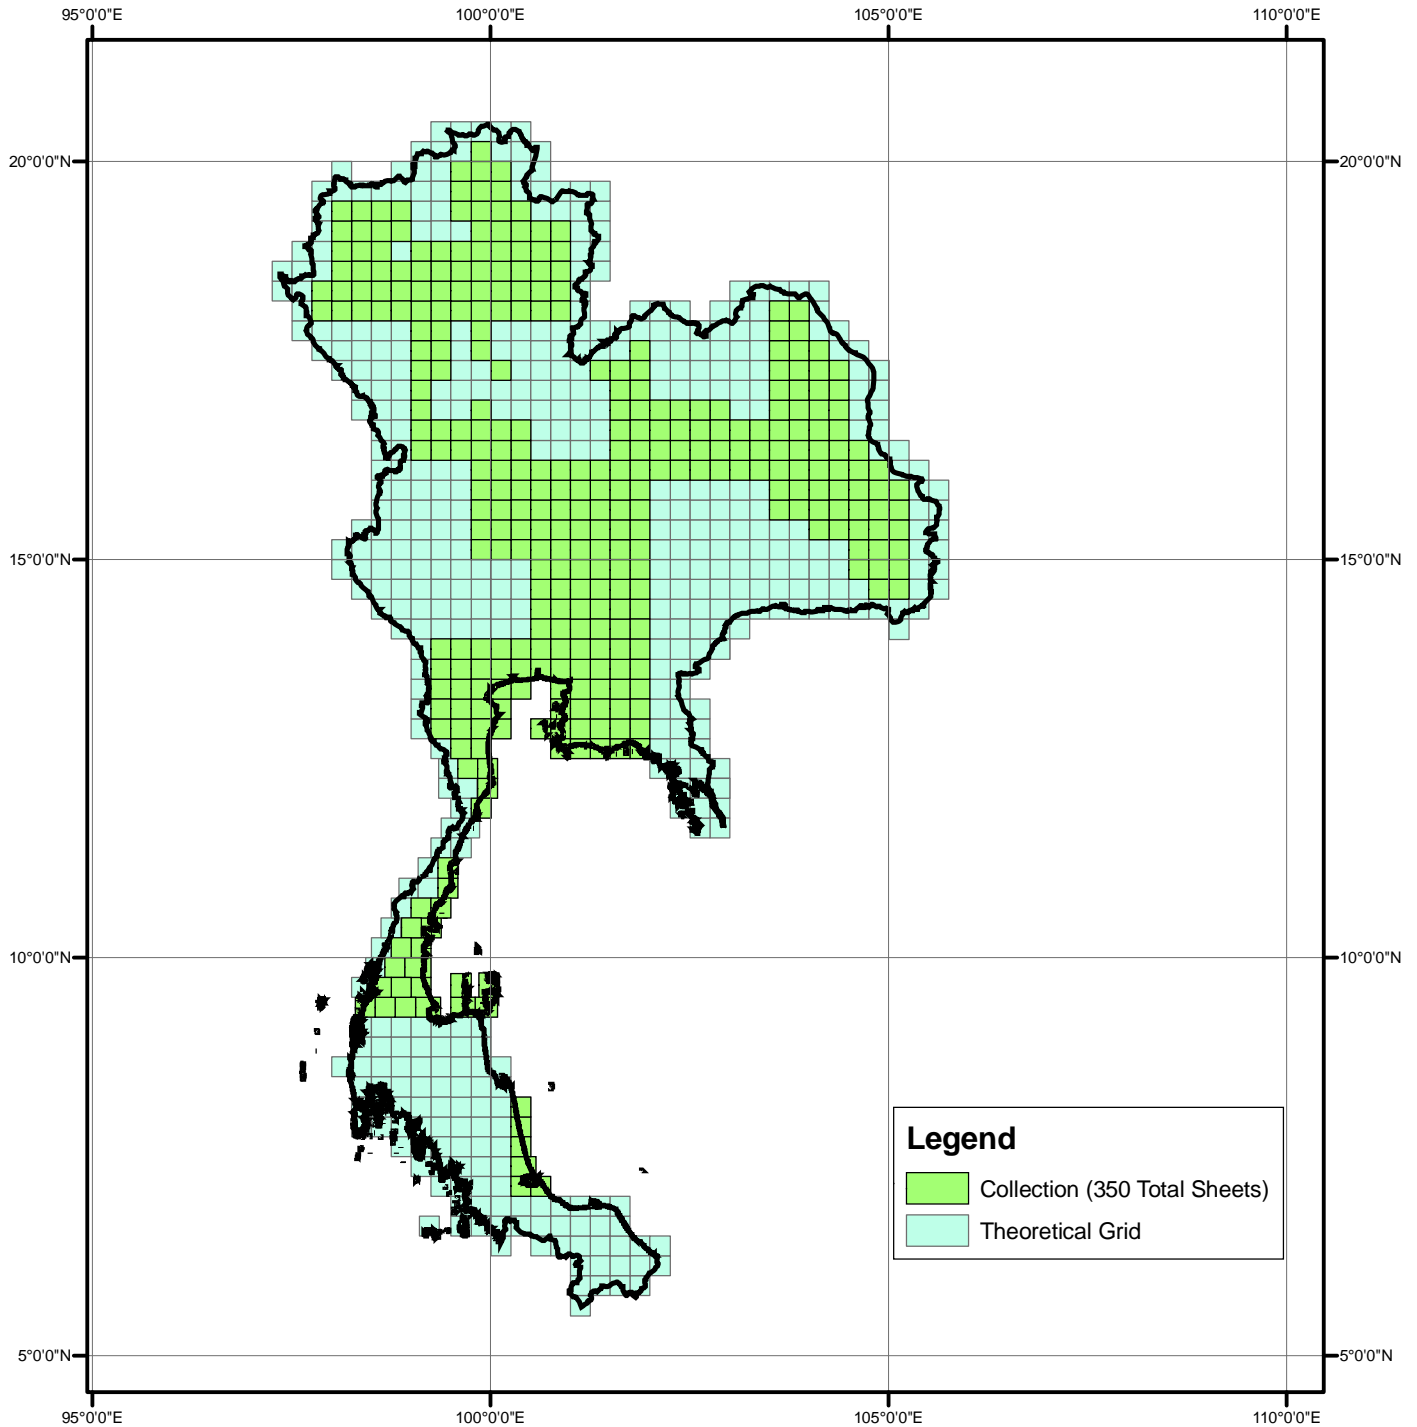 95°0'0"E 100°0'0"E 105°0'0"E 110°0'0"E
20°0'0"N 20°0'0"N
15°0'0"N 15°0'0"N
10°0'0"N 10°0'0"N
Legend
Collection (350 Total Sheets)
Theoretical Grid
5°0'0"N 5°0'0"N
95°0'0"E 100°0'0"E 105°0'0"E 110°0'0"E